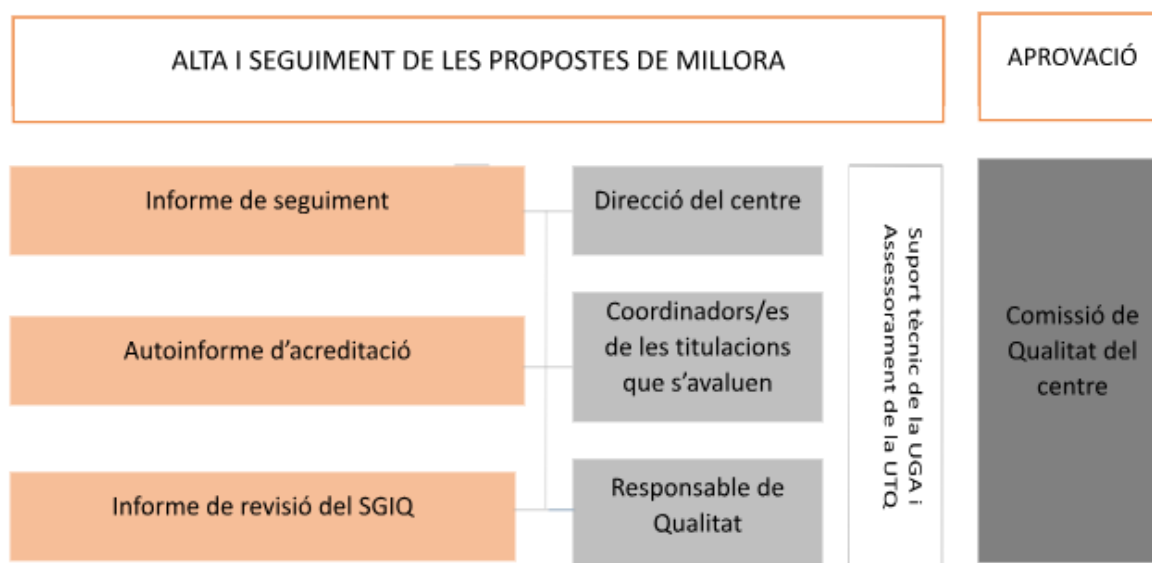 ALTA I SEGUIMENT DE LES PROPOSTES DE MILLORA
APROVACIÓ
Informe de seguiment
Direcció del centre
Autoinforme d’acreditació
Coordinadors/es
de les titulacions
que s’avaluen
Informe de revisió del SGIQ
Responsable de
Qualitat
Suport tècnic de la UGA i
Assessorament de la UTQ
Comissió de
Qualitat del
centre